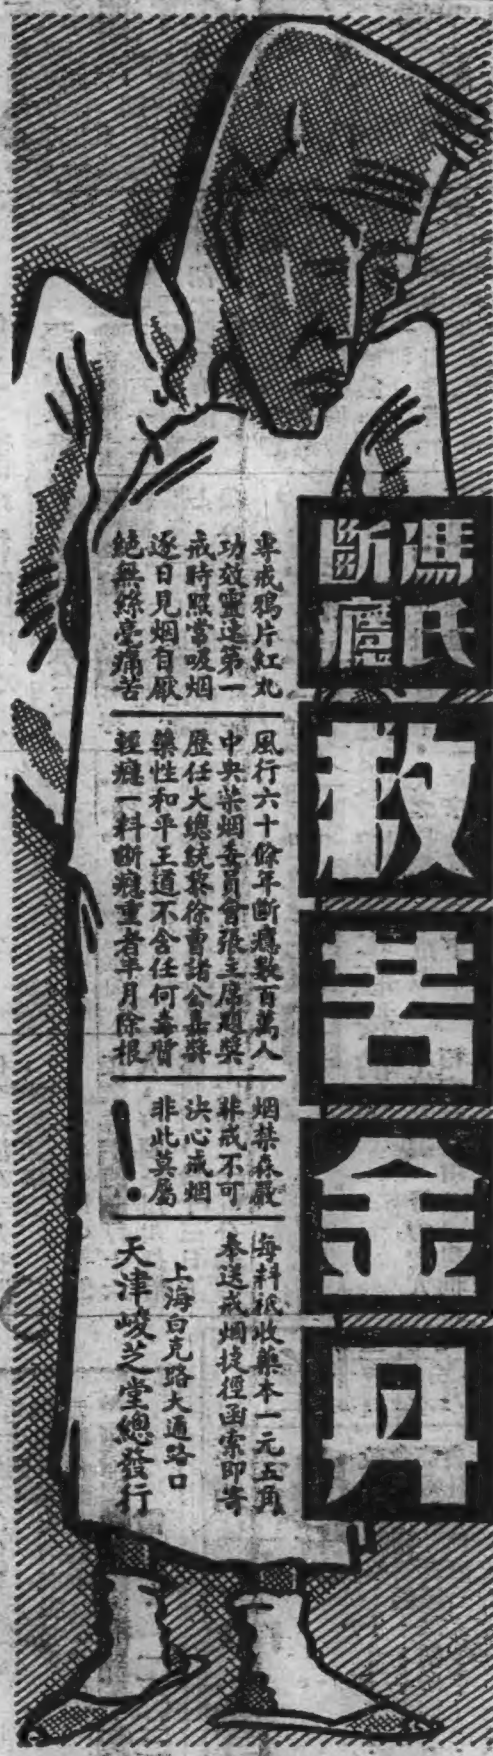 馮氏
斷癮
救苦金丹
專戒鴉片紅丸
功效靈速第一
戒時照常吸烟
逐日見烟自厭
絕無絲毫痛苦
風行六十餘年斷癮數百萬人
中央禁烟委員會張主席題奬
歷任大總統黎徐曹諸公嘉奬
藥性和平王道不含任何毒質
輕癮一料斷癮重者半月除根
烟禁森嚴
非戒不可
決心戒烟
非此莫屬
！
每料祇收藥本一元五角
奉送戒烟捷徑函索即寄
上海白克路大通路口
天津峻芝堂總發行